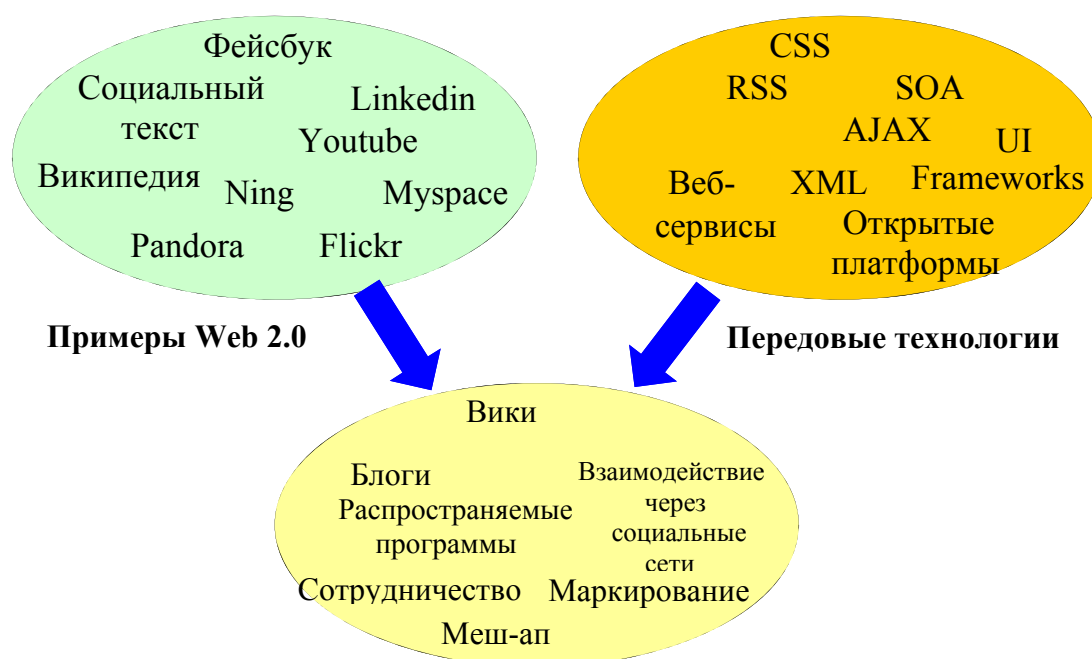 Фейсбук
Социальный
текст
Linkedin
Youtube
Википедия
Ning
Myspace
Pandora
Flickr
CSS
RSS
SOA
AJAX
UI
Frameworks
Веб-
сервисы
XML
Открытые
платформы
Примеры Web 2.0
Передовые технологии
Вики
Блоги
Распространяемые
программы
Взаимодействие
через
социальные
сети
Сотрудничество
Маркирование
Меш-ап